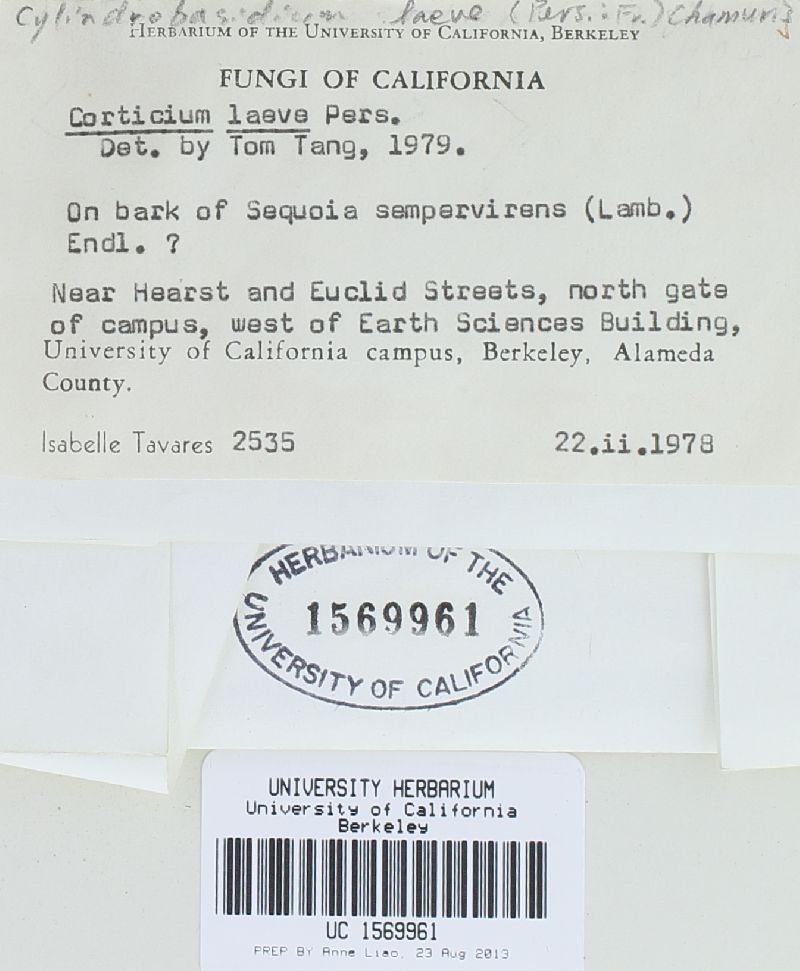 Cylindrobasidium laeve (Pers.: Fr.) Chamuris
HERBARIUM OF THE UNIVERSITY OF CALIFORNIA, BERKELEY
FUNGI OF CALIFORNIA
Corticium laeve Pers.
Det. by Tom Tang, 1979.
On bark of Sequoia sempervirens (Lamb.)
Endl. ?
Near Hearst and Euclid Streets, north gate
of campus, west of Earth Sciences Building,
University of California campus, Berkeley, Alameda
County.
Isabelle Tavares 2535 22.ii.1978
HERBARIUM OF THE
1569961
UNIVERSITY OF CALIFORNIA
UNIVERSITY HERBARIUM
University of California
Berkeley
UC 1569961
PREP BY Anne Liao, 23 Aug 2013